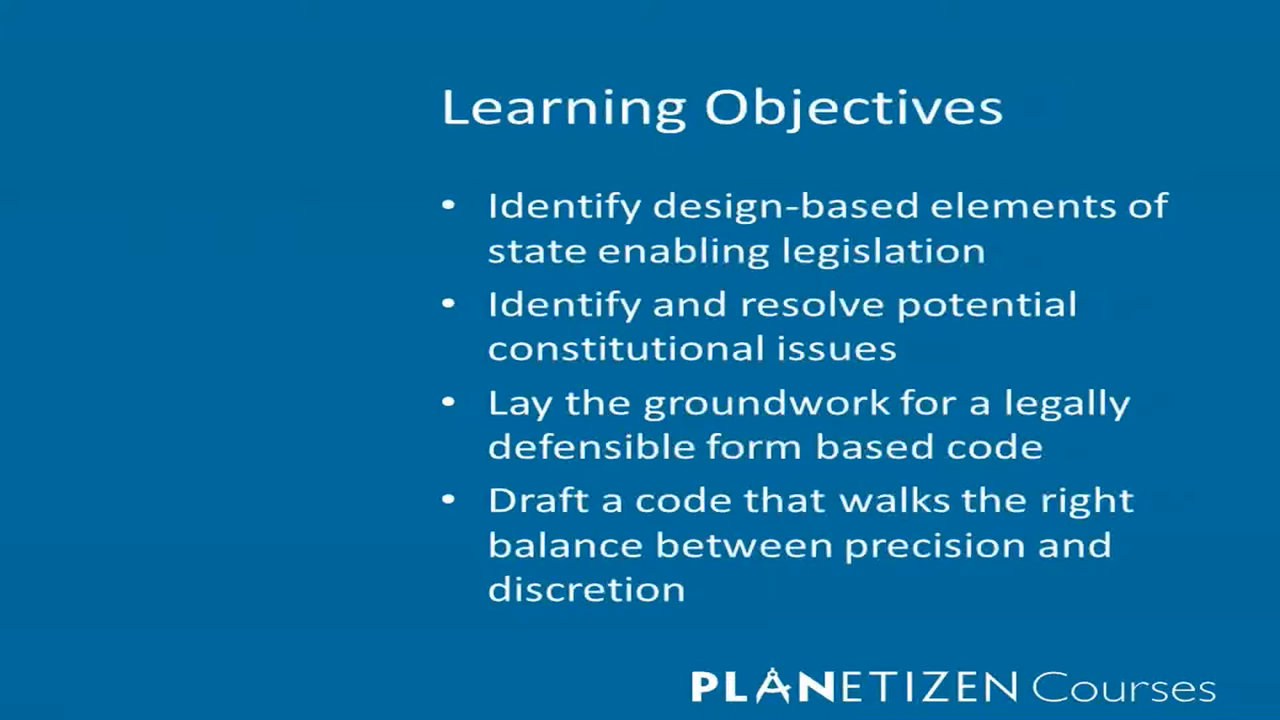 Learning Objectives
• Identify design-based elements of
state enabling legislation
• Identify and resolve potential
constitutional issues
• Lay the groundwork for a legally
defensible form based code
• Draft a code that walks the right
balance between precision and
discretion
PLANETIZEN Courses